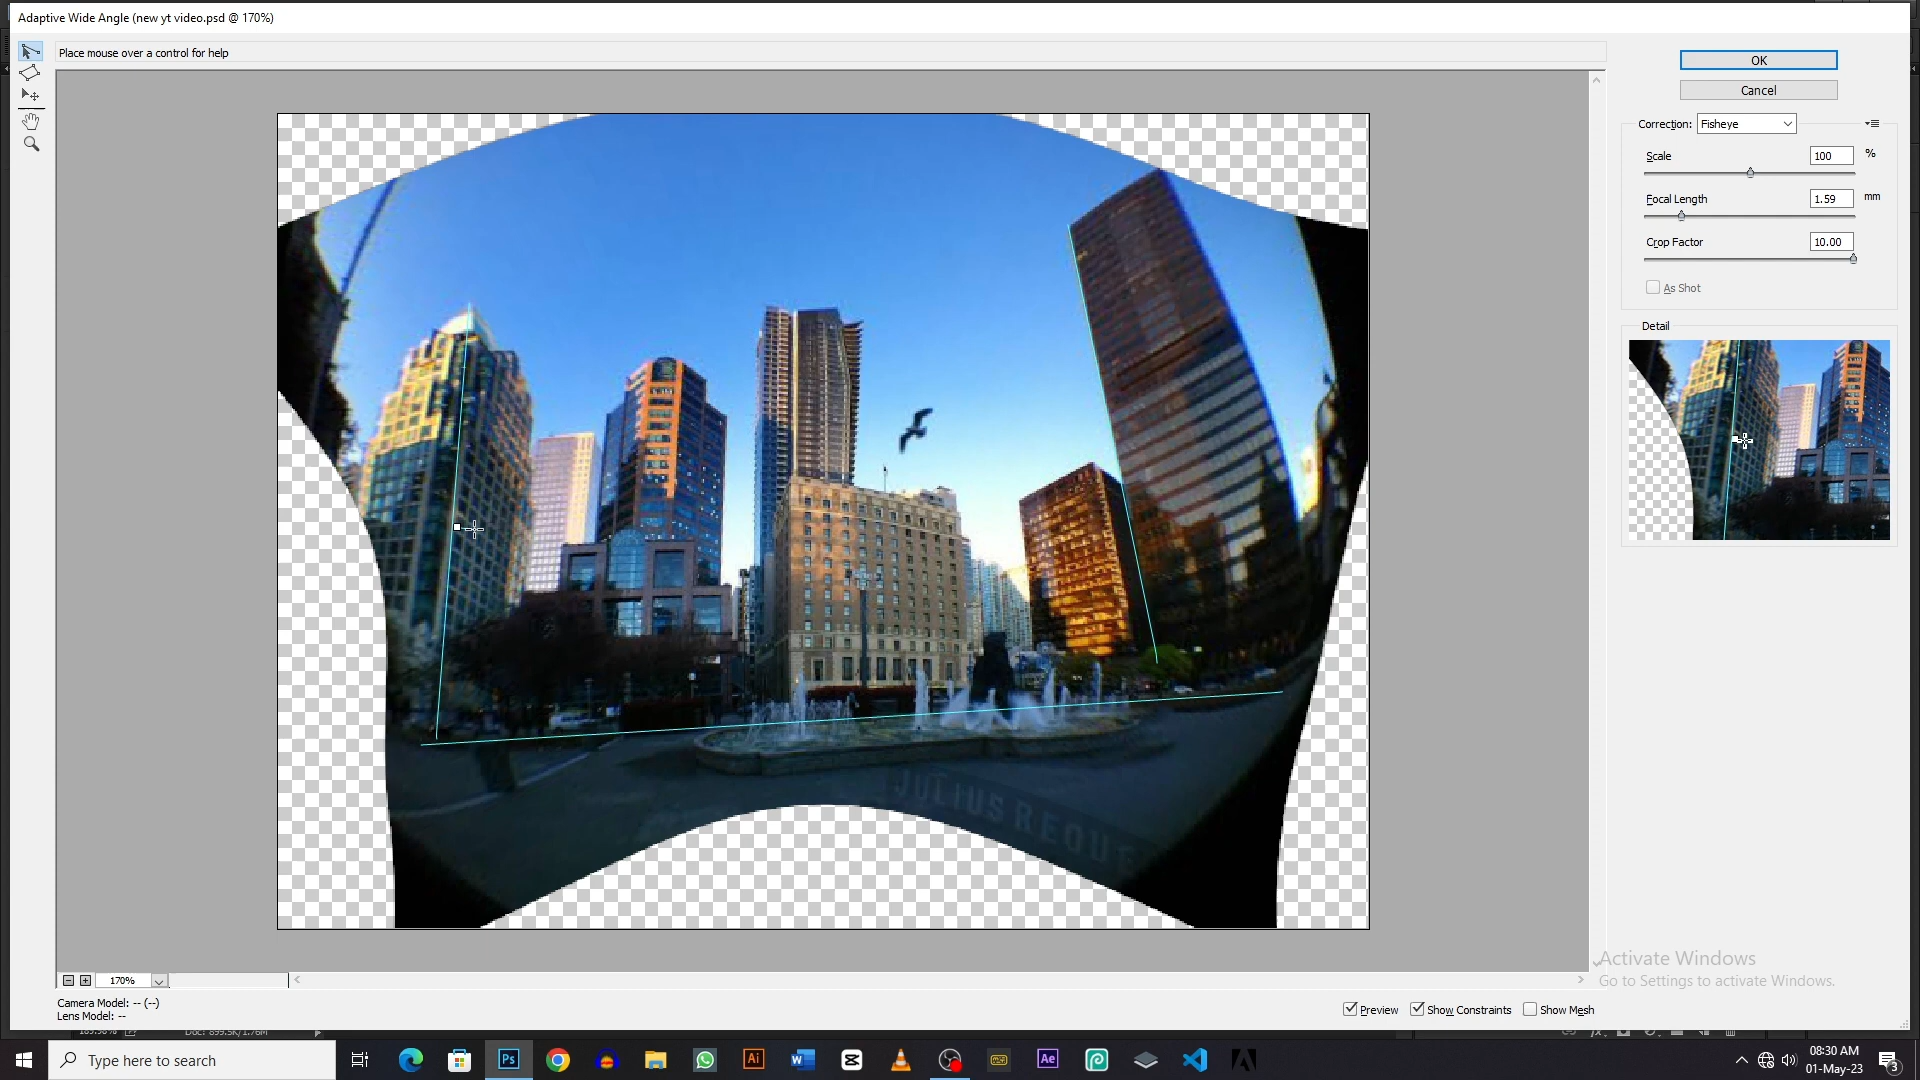 Adaptive Wide Angle (new yt video.psd @ 170%)
Place mouse over a control for help
OK
Cancel
Correction: Fisheye
Scale 100 %
Focal Length 1.59 mm
Crop Factor 10.00
As Shot
Detail
JULIUS REQUE
170%
Activate Windows
Go to Settings to activate Windows.
Camera Model: -- (--)
Lens Model: --
Preview Show Constraints Show Mesh
Type here to search
Ps
Ai
W
Ae
08:30 AM
01-May-23
3